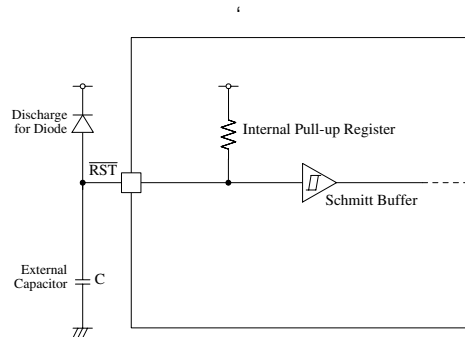 ‘
Discharge
for Diode
Internal Pull-up Register
RST
Schmitt Buffer
External
Capacitor
C